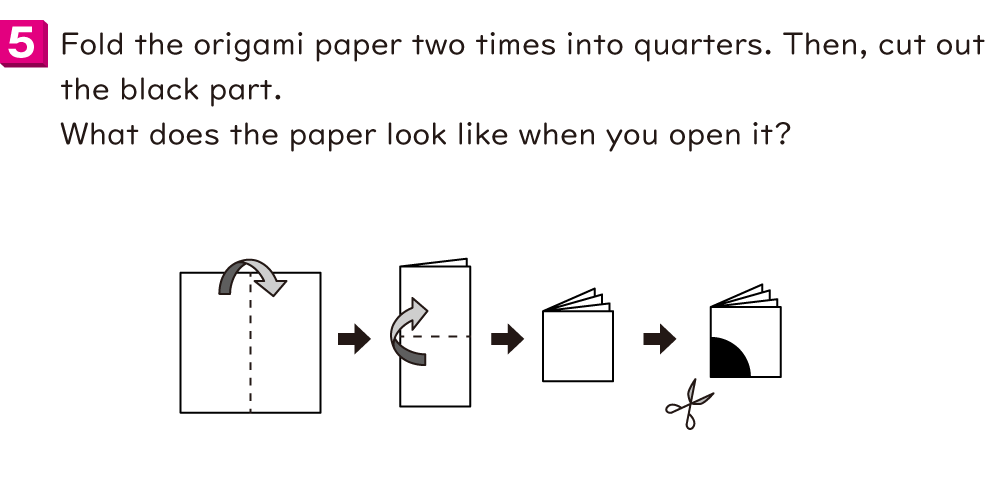 5 Fold the origami paper two times into quarters. Then, cut out
the black part.
What does the paper look like when you open it?